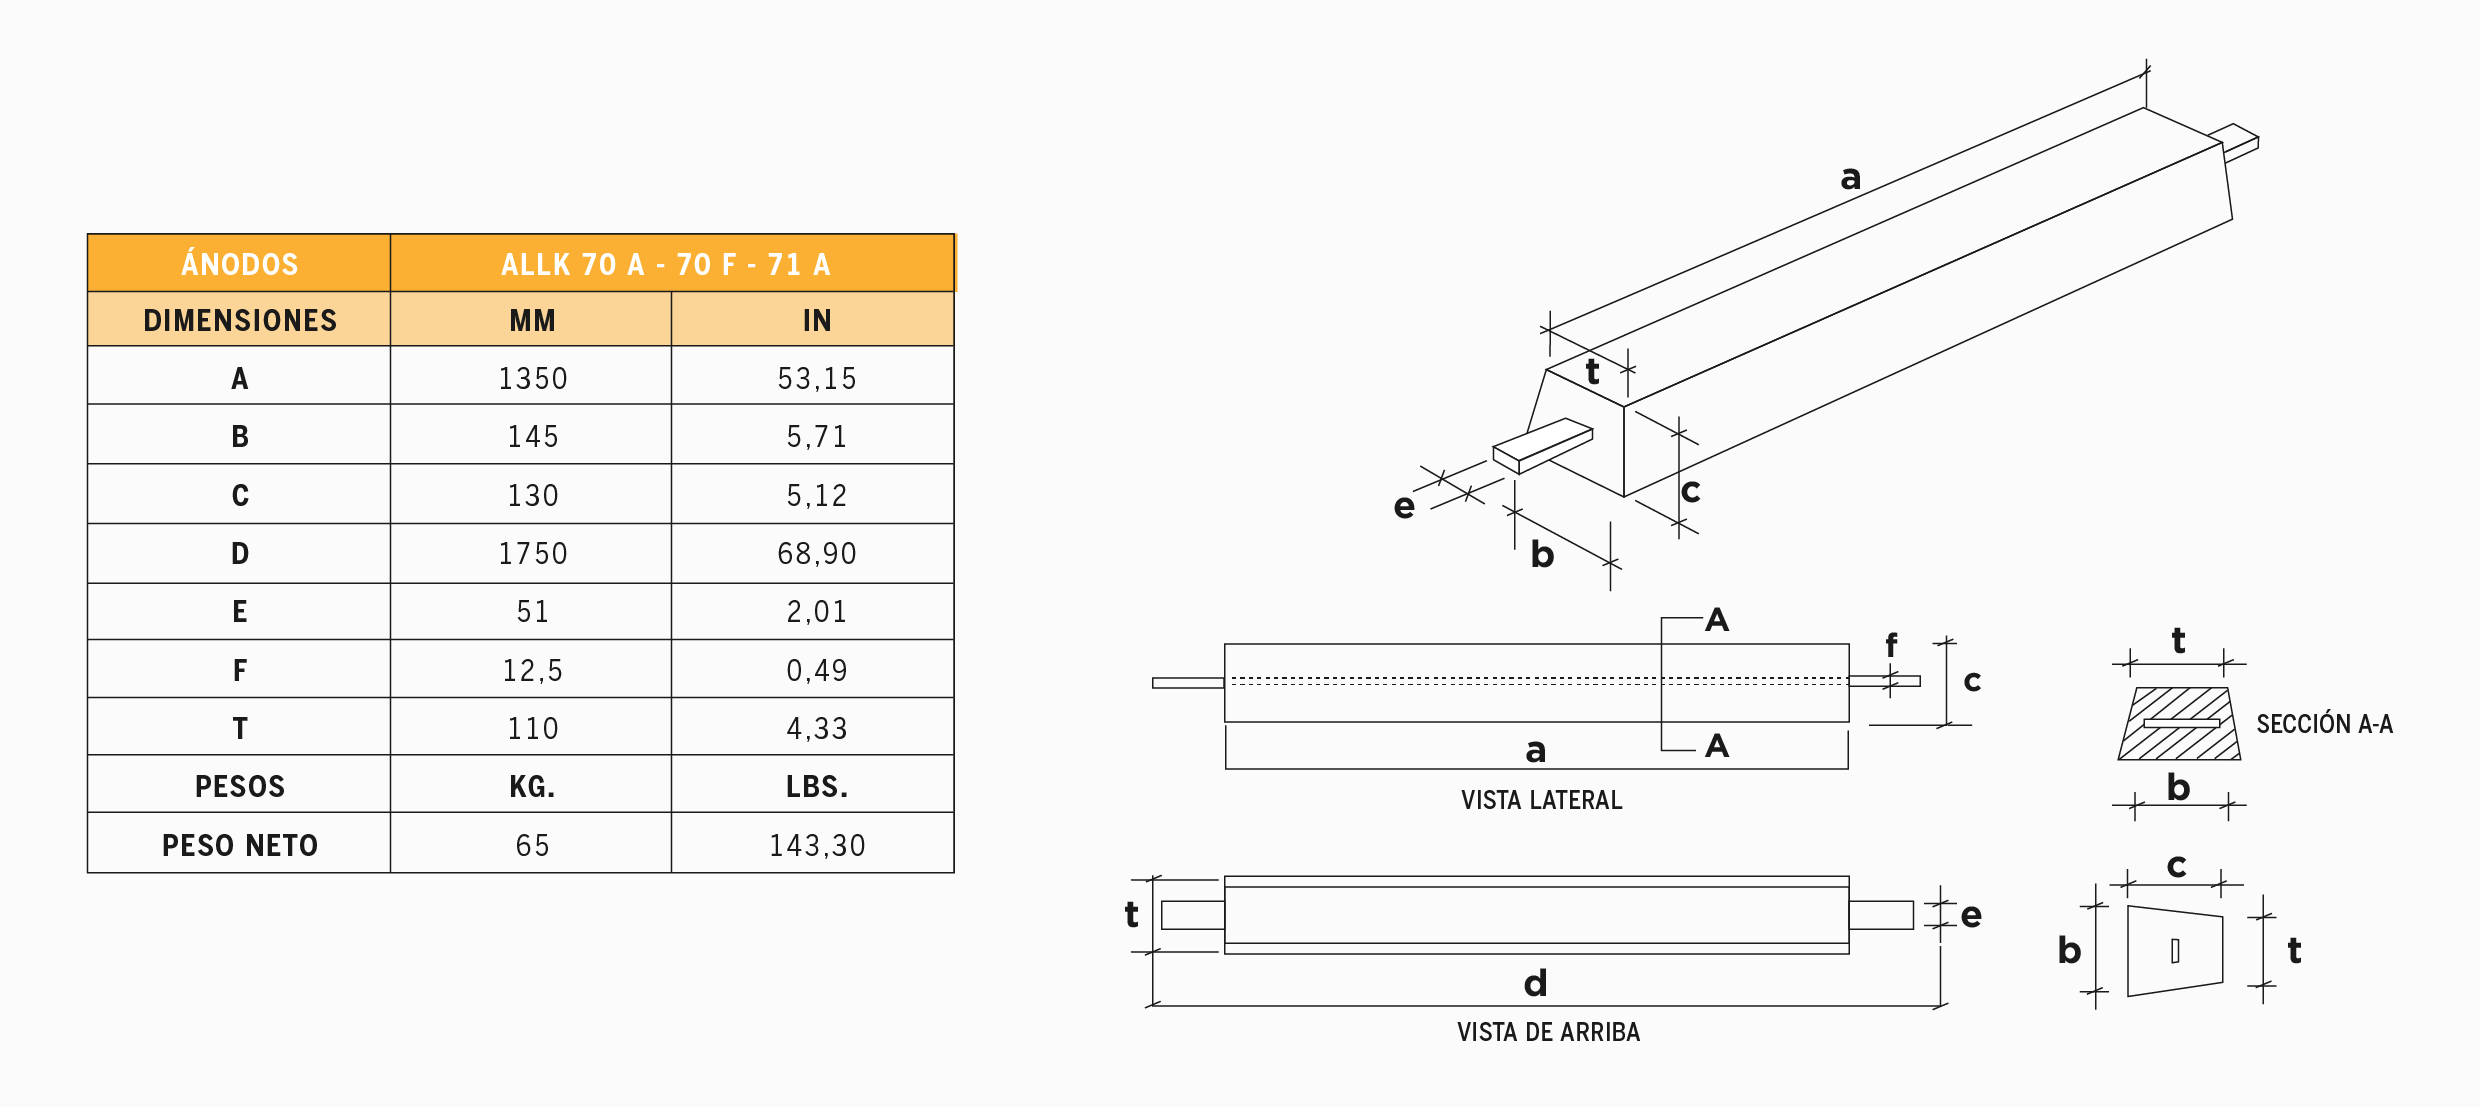 ÁNODOS ALLK 70 A - 70 F - 71 A
DIMENSIONES MM IN
A 1350 53,15
B 145 5,71
C 130 5,12
D 1750 68,90
E 51 2,01
F 12,5 0,49
T 110 4,33
PESOS KG. LBS.
PESO NETO 65 143,30
a
t
c
e
b
A
f
c
a
A
VISTA LATERAL
t
SECCIÓN A-A
b
t
e
d
VISTA DE ARRIBA
c
b
t